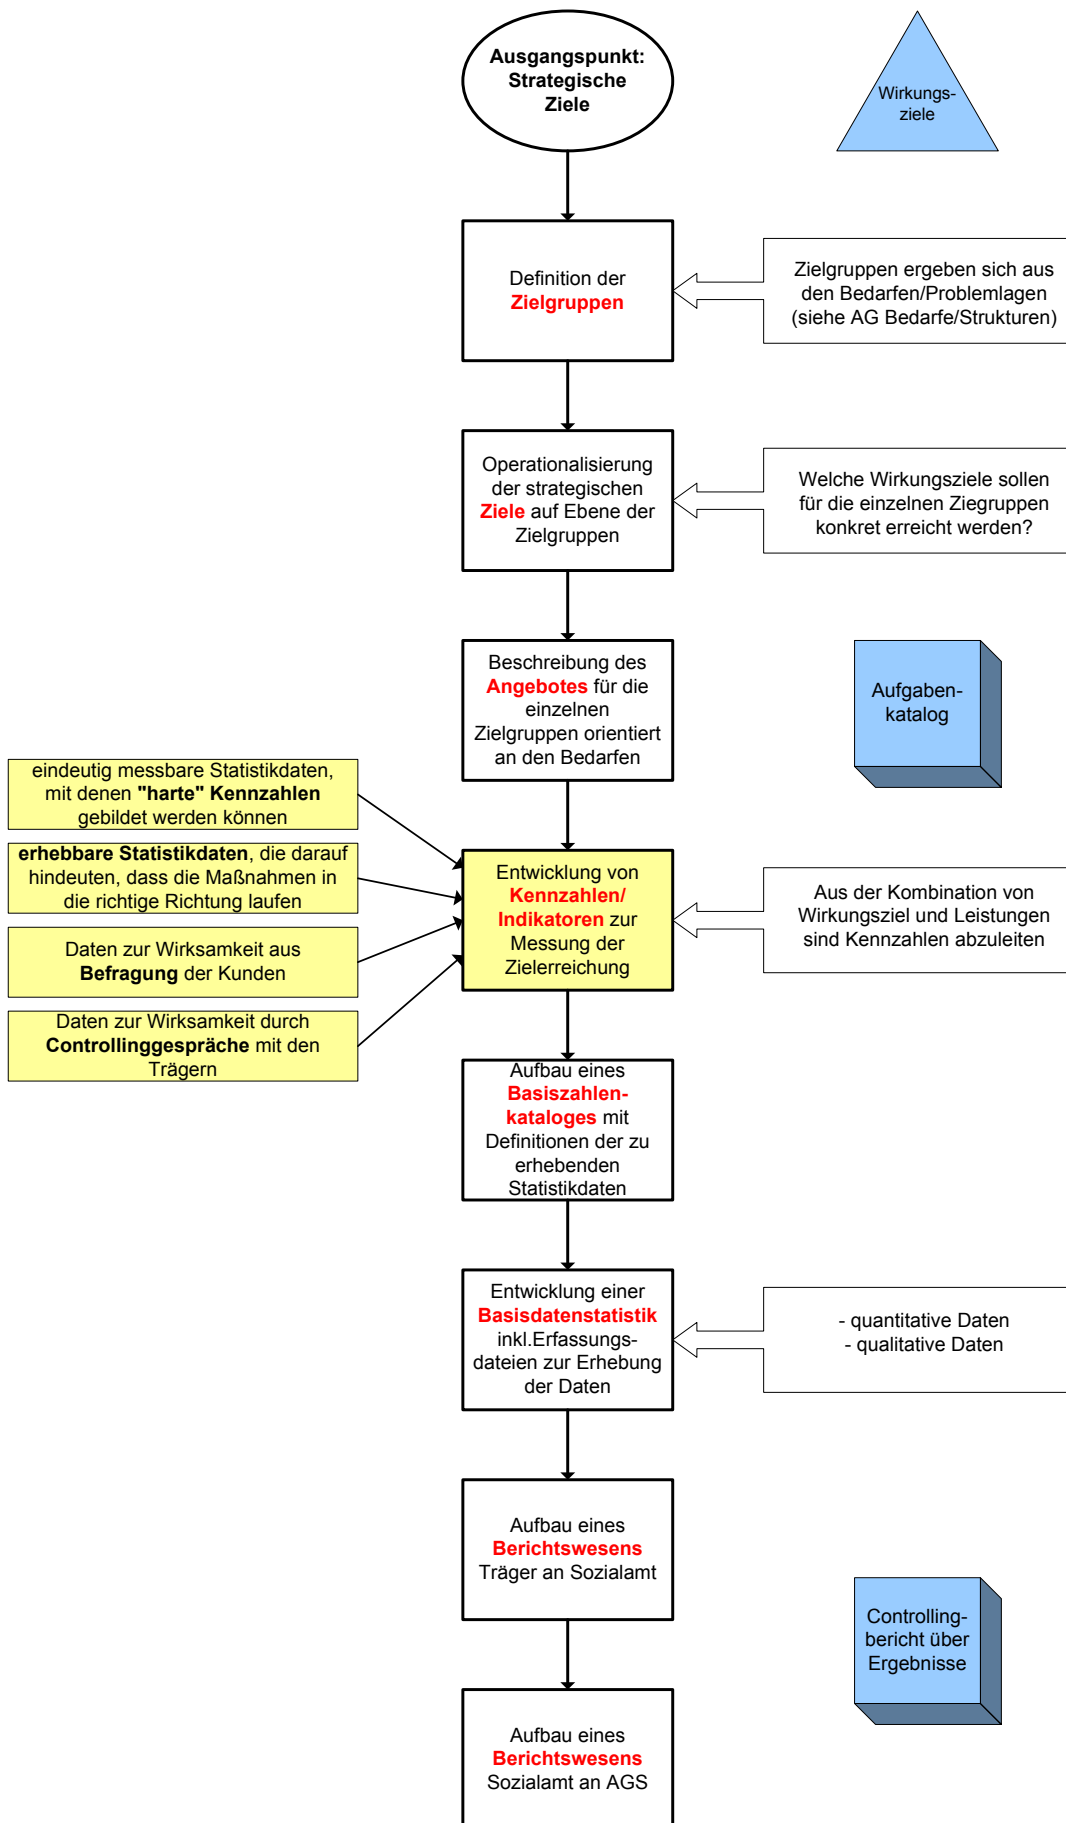 Ausgangspunkt:
Strategische
Ziele
Wirkungs-
ziele
Definition der
Zielgruppen
Zielgruppen ergeben sich aus
den Bedarfen/Problemlagen
(siehe AG Bedarfe/Strukturen)
Operationalisierung
der strategischen
Ziele auf Ebene der
Zielgruppen
Welche Wirkungsziele sollen
für die einzelnen Ziegruppen
konkret erreicht werden?
Beschreibung des
Angebotes für die
einzelnen
Zielgruppen orientiert
an den Bedarfen
Aufgaben-
katalog
eindeutig messbare Statistikdaten,
mit denen "harte" Kennzahlen
gebildet werden können
erhebbare Statistikdaten, die darauf
hindeuten, dass die Maßnahmen in
die richtige Richtung laufen
Daten zur Wirksamkeit aus
Befragung der Kunden
Daten zur Wirksamkeit durch
Controllinggespräche mit den
Trägern
Entwicklung von
Kennzahlen/
Indikatoren zur
Messung der
Zielerreichung
Aus der Kombination von
Wirkungsziel und Leistungen
sind Kennzahlen abzuleiten
Aufbau eines
Basiszahlen-
kataloges mit
Definitionen der zu
erhebenden
Statistikdaten
Entwicklung einer
Basisdatenstatistik
inkl.Erfassungs-
dateien zur Erhebung
der Daten
- quantitative Daten
- qualitative Daten
Aufbau eines
Berichtswesens
Träger an Sozialamt
Controlling-
bericht über
Ergebnisse
Aufbau eines
Berichtswesens
Sozialamt an AGS